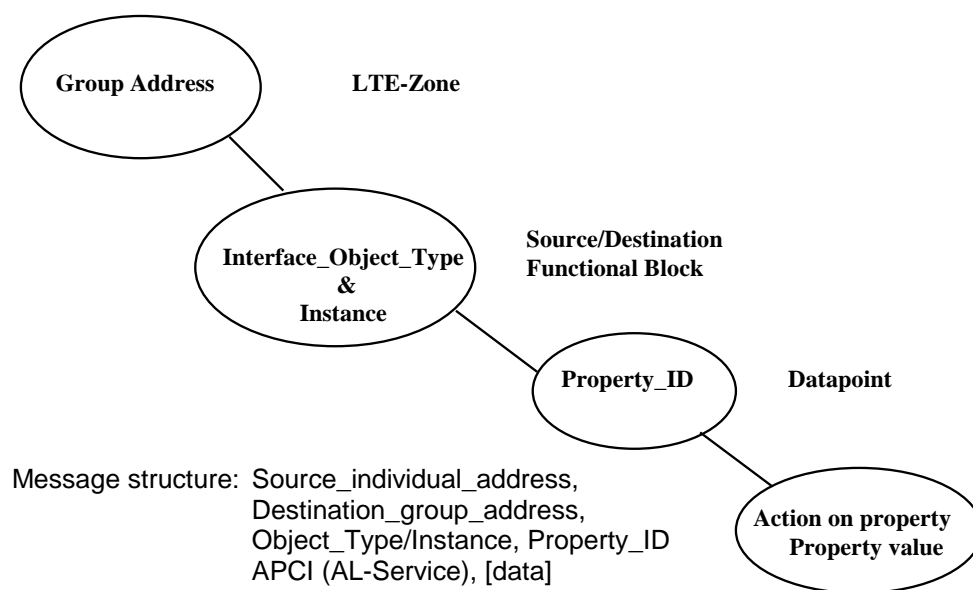 Group Address
LTE-Zone
Interface_Object_Type
&
Instance
Source/Destination
Functional Block
Property_ID
Datapoint
Action on property
Property value
Message structure: Source_individual_address,
Destination_group_address,
Object_Type/Instance, Property_ID
APCI (AL-Service), [data]